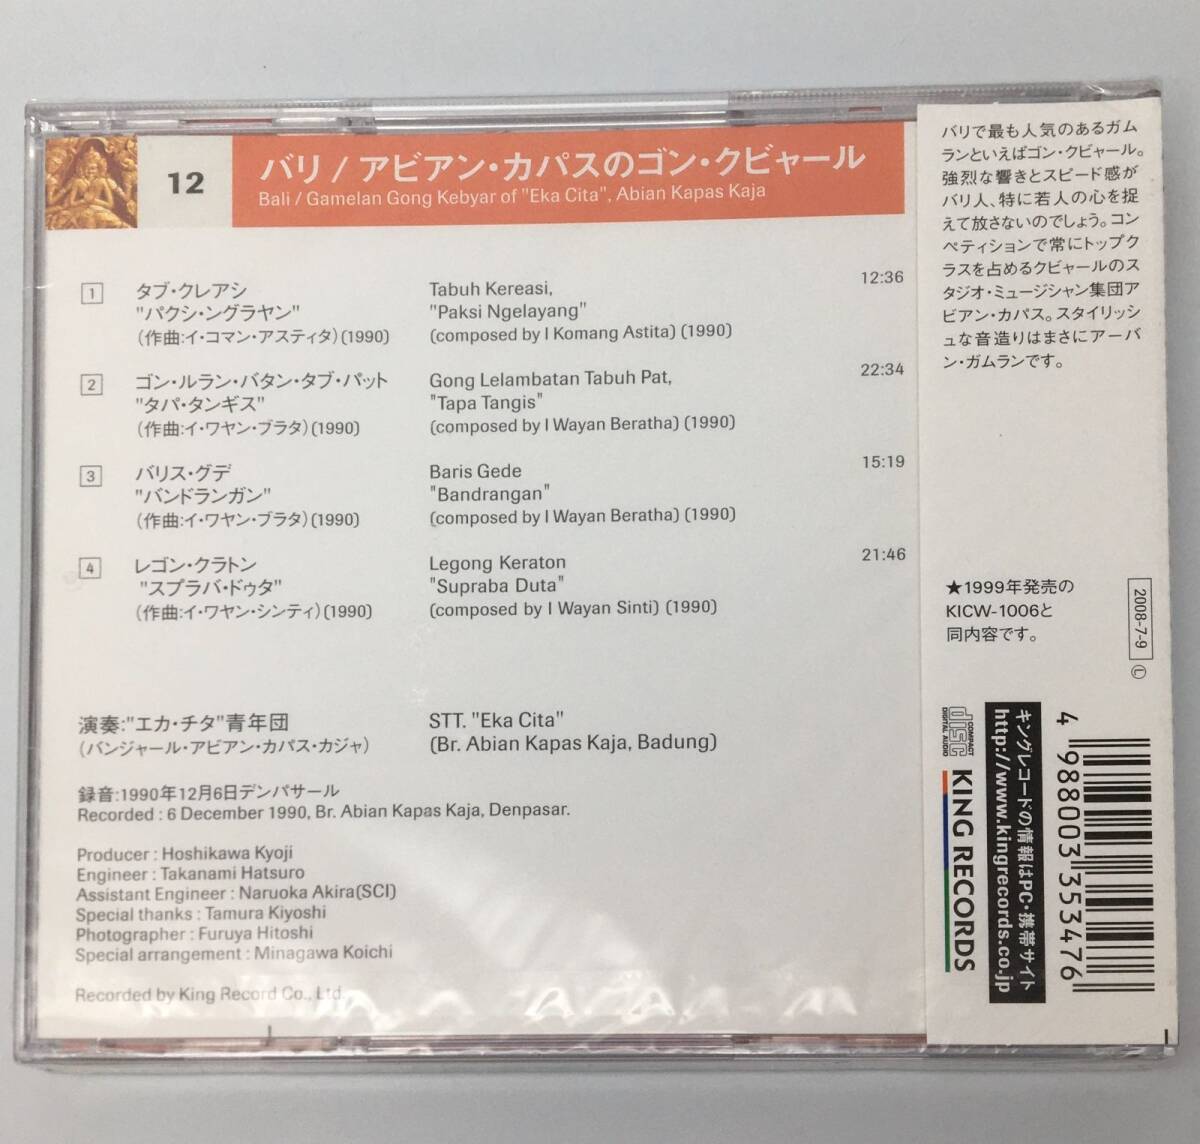 12
バリ / アビアン・カパスのゴン・クビャール
Bali / Gamelan Gong Kebyar of "Eka Cita", Abian Kapas Kaja
1
タブ・クレアシ
"パクシ・ングラヤン"
(作曲:イ・コマン・アスティタ)(1990)
Tabuh Kereasi,
"Paksi Ngelayang"
(composed by I Komang Astita) (1990)
12:36
2
ゴン・ルラン・バタン・タブ・パット
"タパ・タンギス"
(作曲:イ・ワヤン・ブラタ)(1990)
Gong Lelambatan Tabuh Pat,
"Tapa Tangis"
(composed by I Wayan Beratha) (1990)
22:34
3
バリス・グデ
"バンドランガン"
(作曲:イ・ワヤン・ブラタ)(1990)
Baris Gede
"Bandrangan"
(composed by I Wayan Beratha) (1990)
15:19
4
レゴン・クラトン
"スプラバ・ドゥタ"
(作曲:イ・ワヤン・シンティ)(1990)
Legong Keraton
"Supraba Duta"
(composed by I Wayan Sinti) (1990)
21:46
演奏:"エカ・チタ"青年団
(バンジャール・アビアン・カパス・カジャ)
STT. "Eka Cita"
(Br. Abian Kapas Kaja, Badung)
録音:1990年12月6日デンパサール
Recorded : 6 December 1990, Br. Abian Kapas Kaja, Denpasar.
Producer : Hoshikawa Kyoji
Engineer : Takanami Hatsuro
Assistant Engineer : Naruoka Akira(SCI)
Special thanks : Tamura Kiyoshi
Photographer : Furuya Hitoshi
Special arrangement : Minagawa Koichi
Recorded by King Record Co., Ltd.
バリで最も人気のあるガム
ランといえばゴン・クビャール。
強烈な響きとスピード感が
バリ人、特に若人の心を捉
えて放さないのでしょう。コン
ペティションで常にトップク
ラスを占めるクビャールのス
タジオ・ミュージシャン集団ア
ビアン・カパス。スタイリッシ
ュな音造りはまさにアーバ
ン・ガムランです。
★1999年発売の
KICW-1006と
同内容です。
2008-7-9
Ⓛ
COMPACT
disc
DIGITAL AUDIO
KING RECORDS
キングレコードの情報はPC・携帯サイト
http://www.kingrecords.co.jp
4 988003 353476